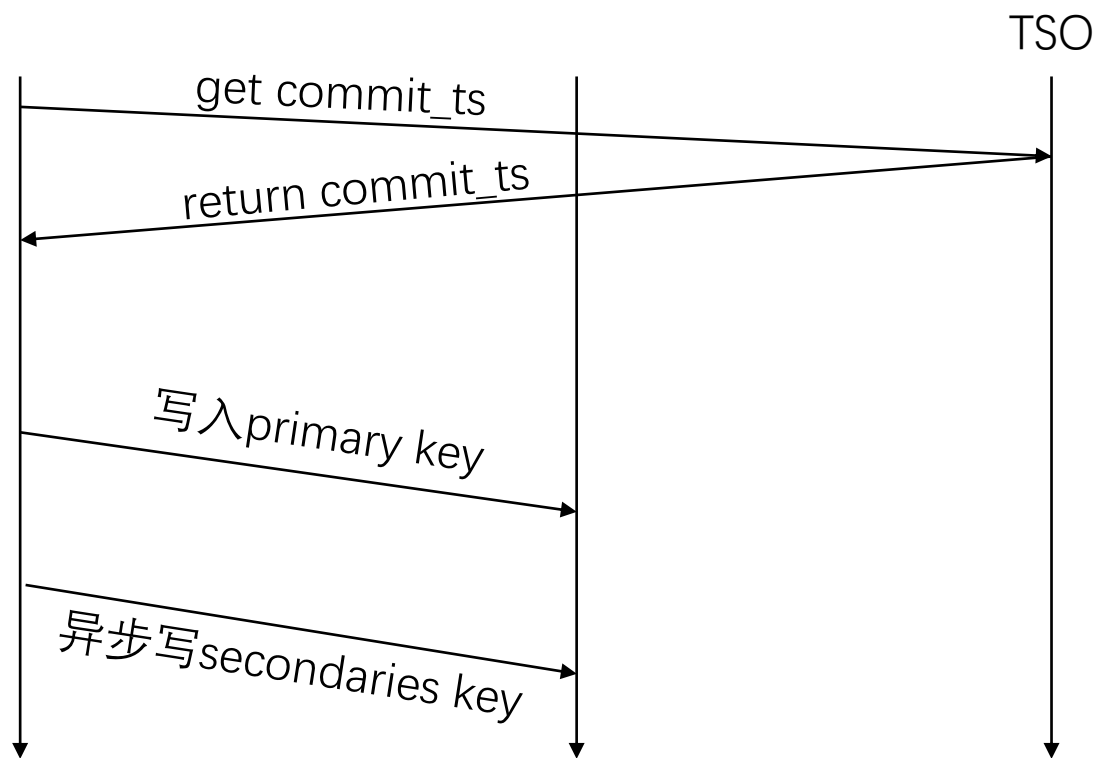 TSO
get commit_ts
return commit_ts
写入primary key
异步写secondaries key